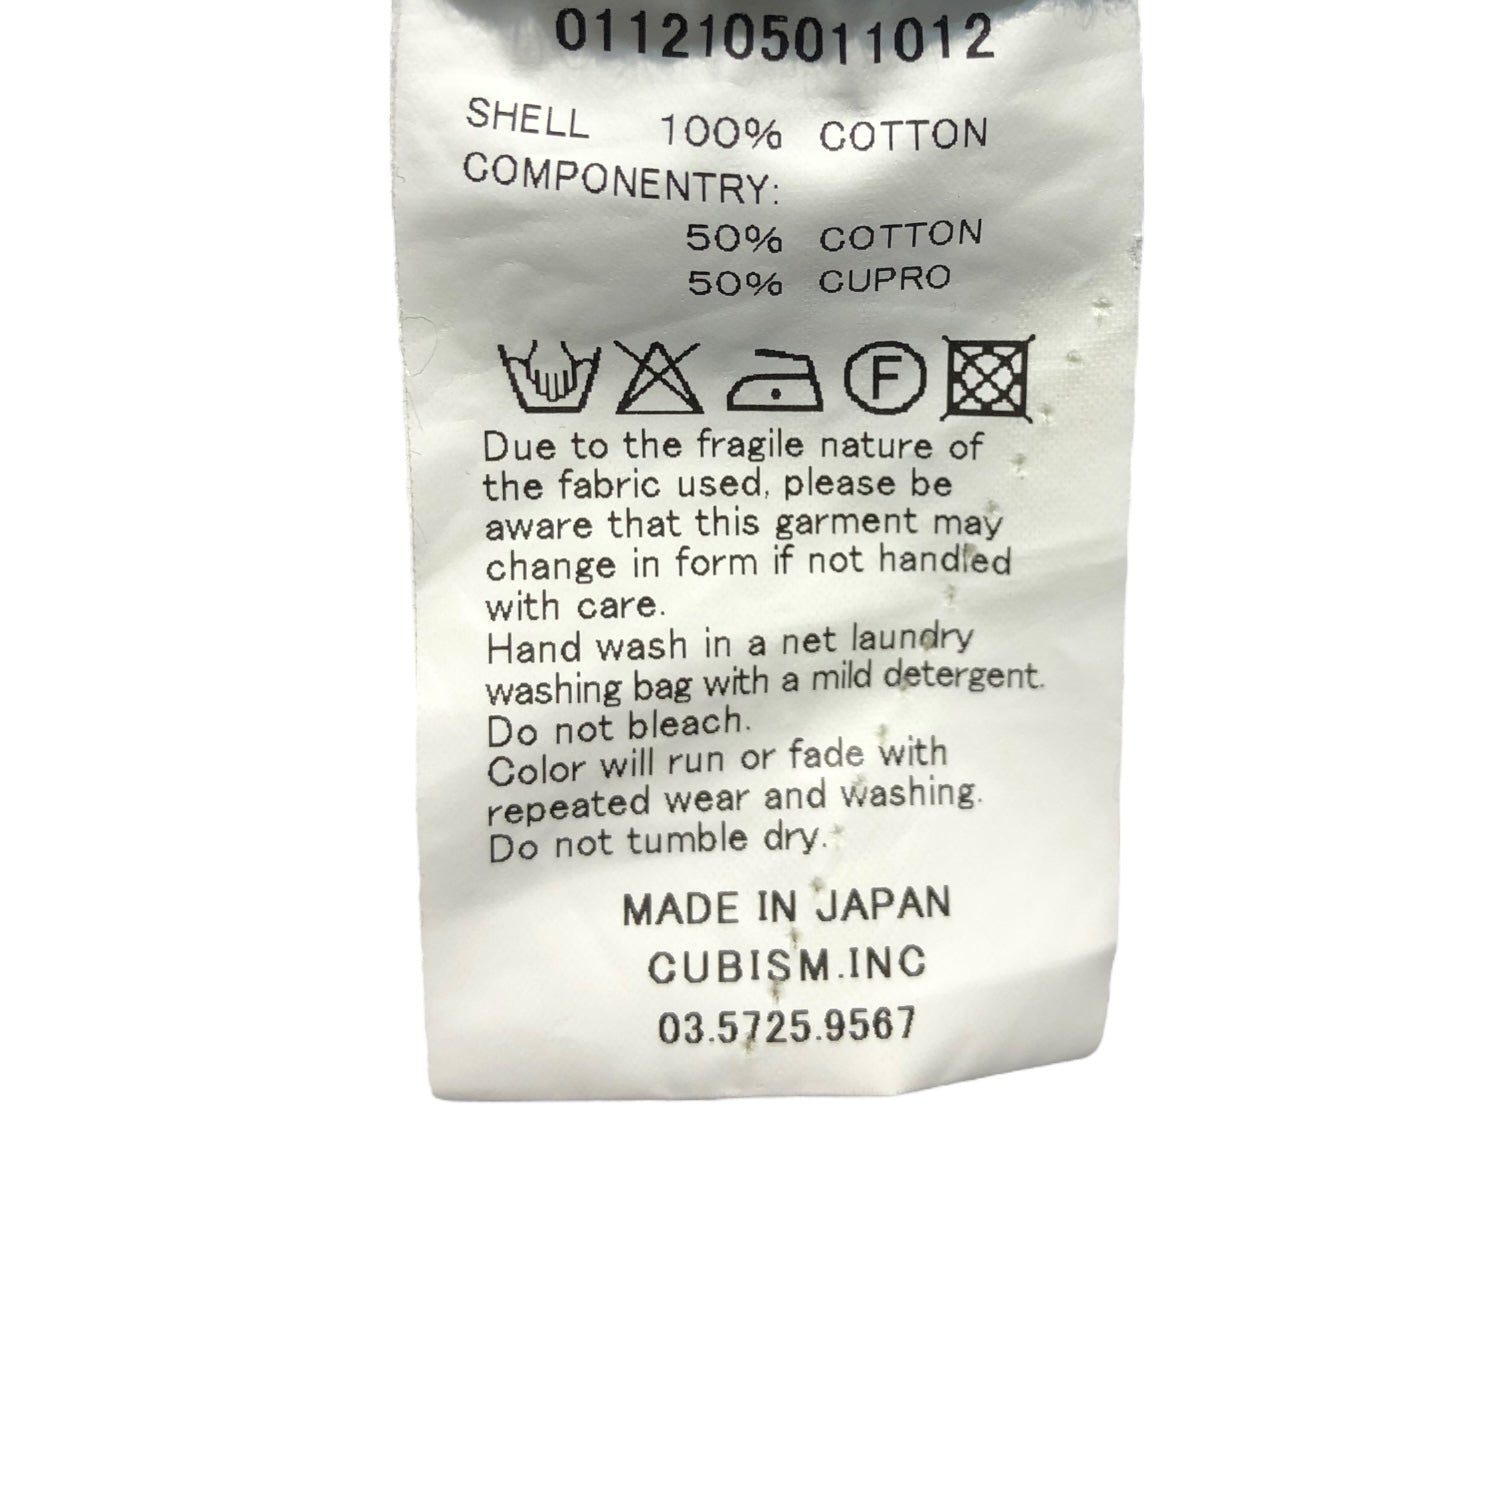 0112105011012
SHELL 100% COTTON
COMPONENTRY:
50% COTTON
50% CUPRO
F
Due to the fragile nature of
the fabric used, please be
aware that this garment may
change in form if not handled
with care.
Hand wash in a net laundry
washing bag with a mild detergent.
Do not bleach.
Color will run or fade with
repeated wear and washing.
Do not tumble dry.
MADE IN JAPAN
CUBISM.INC
03.5725.9567